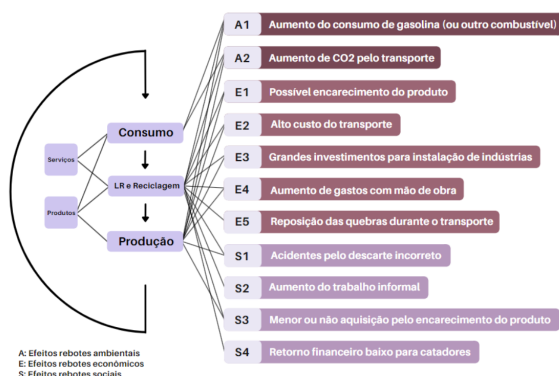 A1 Aumento do consumo de gasolina (ou outro combustível)
A2 Aumento de CO2 pelo transporte
E1 Possível encarecimento do produto
E2 Alto custo do transporte
E3 Grandes investimentos para instalação de indústrias
E4 Aumento de gastos com mão de obra
E5 Reposição das quebras durante o transporte
S1 Acidentes pelo descarte incorreto
S2 Aumento do trabalho informal
S3 Menor ou não aquisição pelo encarecimento do produto
S4 Retorno financeiro baixo para catadores
Consumo
Serviços
LR e Reciclagem
Produtos
Produção
A: Efeitos rebotes ambientais
E: Efeitos rebotes económicos
S: Efeitos rebotes sociais